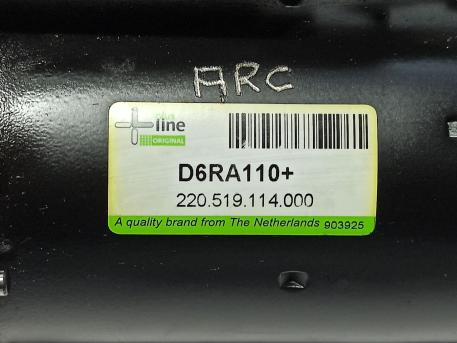 ARC
line
ORIGINAL
D6RA110+
220.519.114.000
A quality brand from The Netherlands 903925